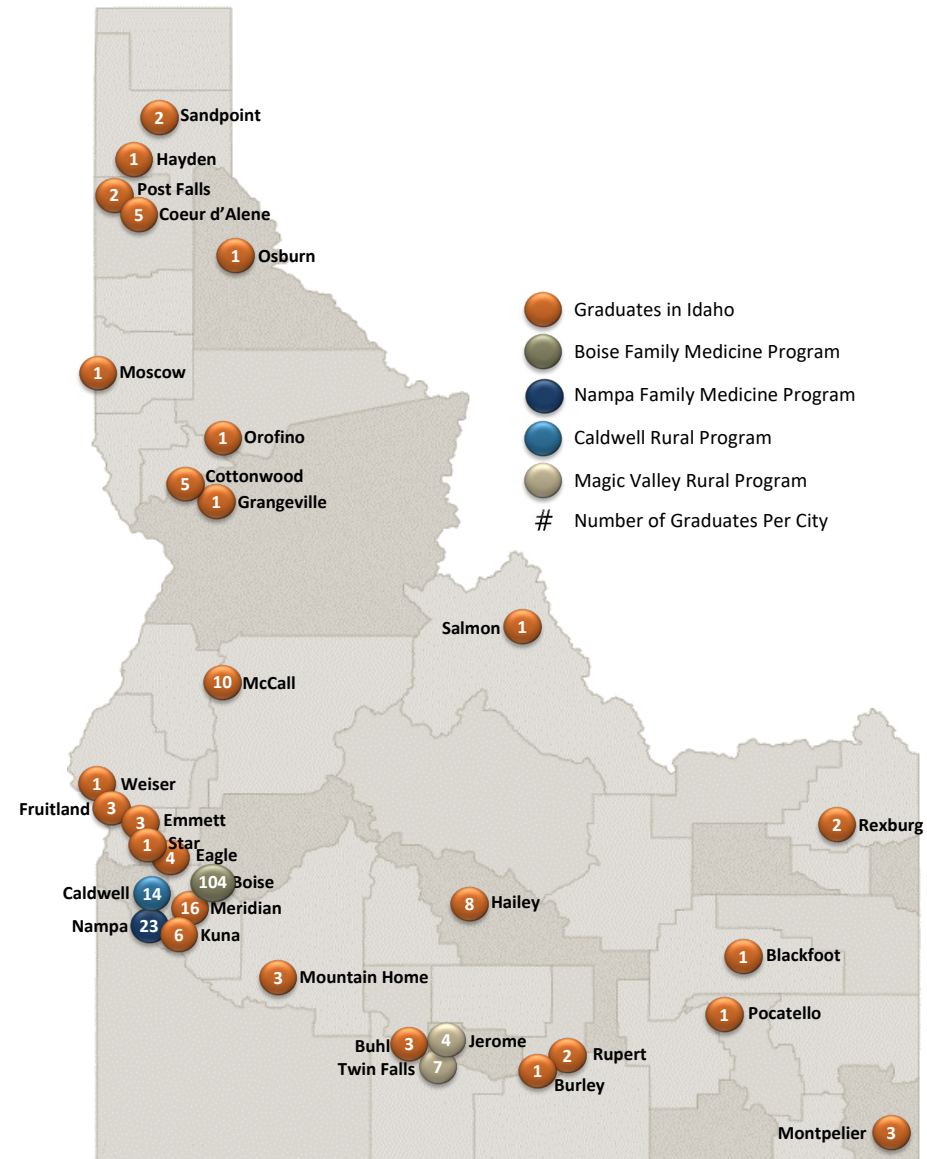 2 Sandpoint
1 Hayden
2 Post Falls
5 Coeur d’Alene
1 Osburn
Graduates in Idaho
Boise Family Medicine Program
Nampa Family Medicine Program
Caldwell Rural Program
Magic Valley Rural Program
# Number of Graduates Per City
1 Moscow
1 Orofino
5 Cottonwood
1 Grangeville
Salmon 1
10 McCall
1 Weiser
Fruitland 3
3 Emmett
1 Star
4 Eagle
Caldwell 14
104 Boise
16 Meridian
Nampa 23
6 Kuna
8 Hailey
2 Rexburg
1 Blackfoot
3 Mountain Home
1 Pocatello
Buhl 3
4 Jerome
Twin Falls 7
2 Rupert
1 Burley
Montpelier 3